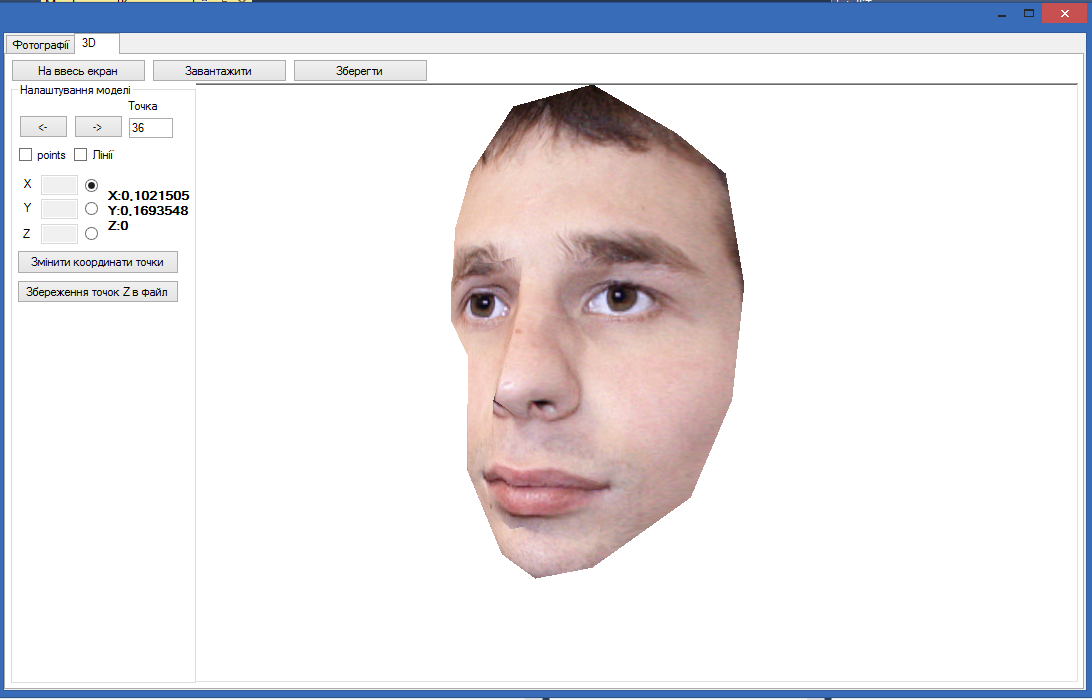 Фотографії 3D
На ввесь екран Завантажити Зберегти
Налаштування моделі
Точка
<- -> 36
points Лінії
X
Y
Z
X:0,1021505
Y:0,1693548
Z:0
Змінити координати точки
Збереження точок Z в файл